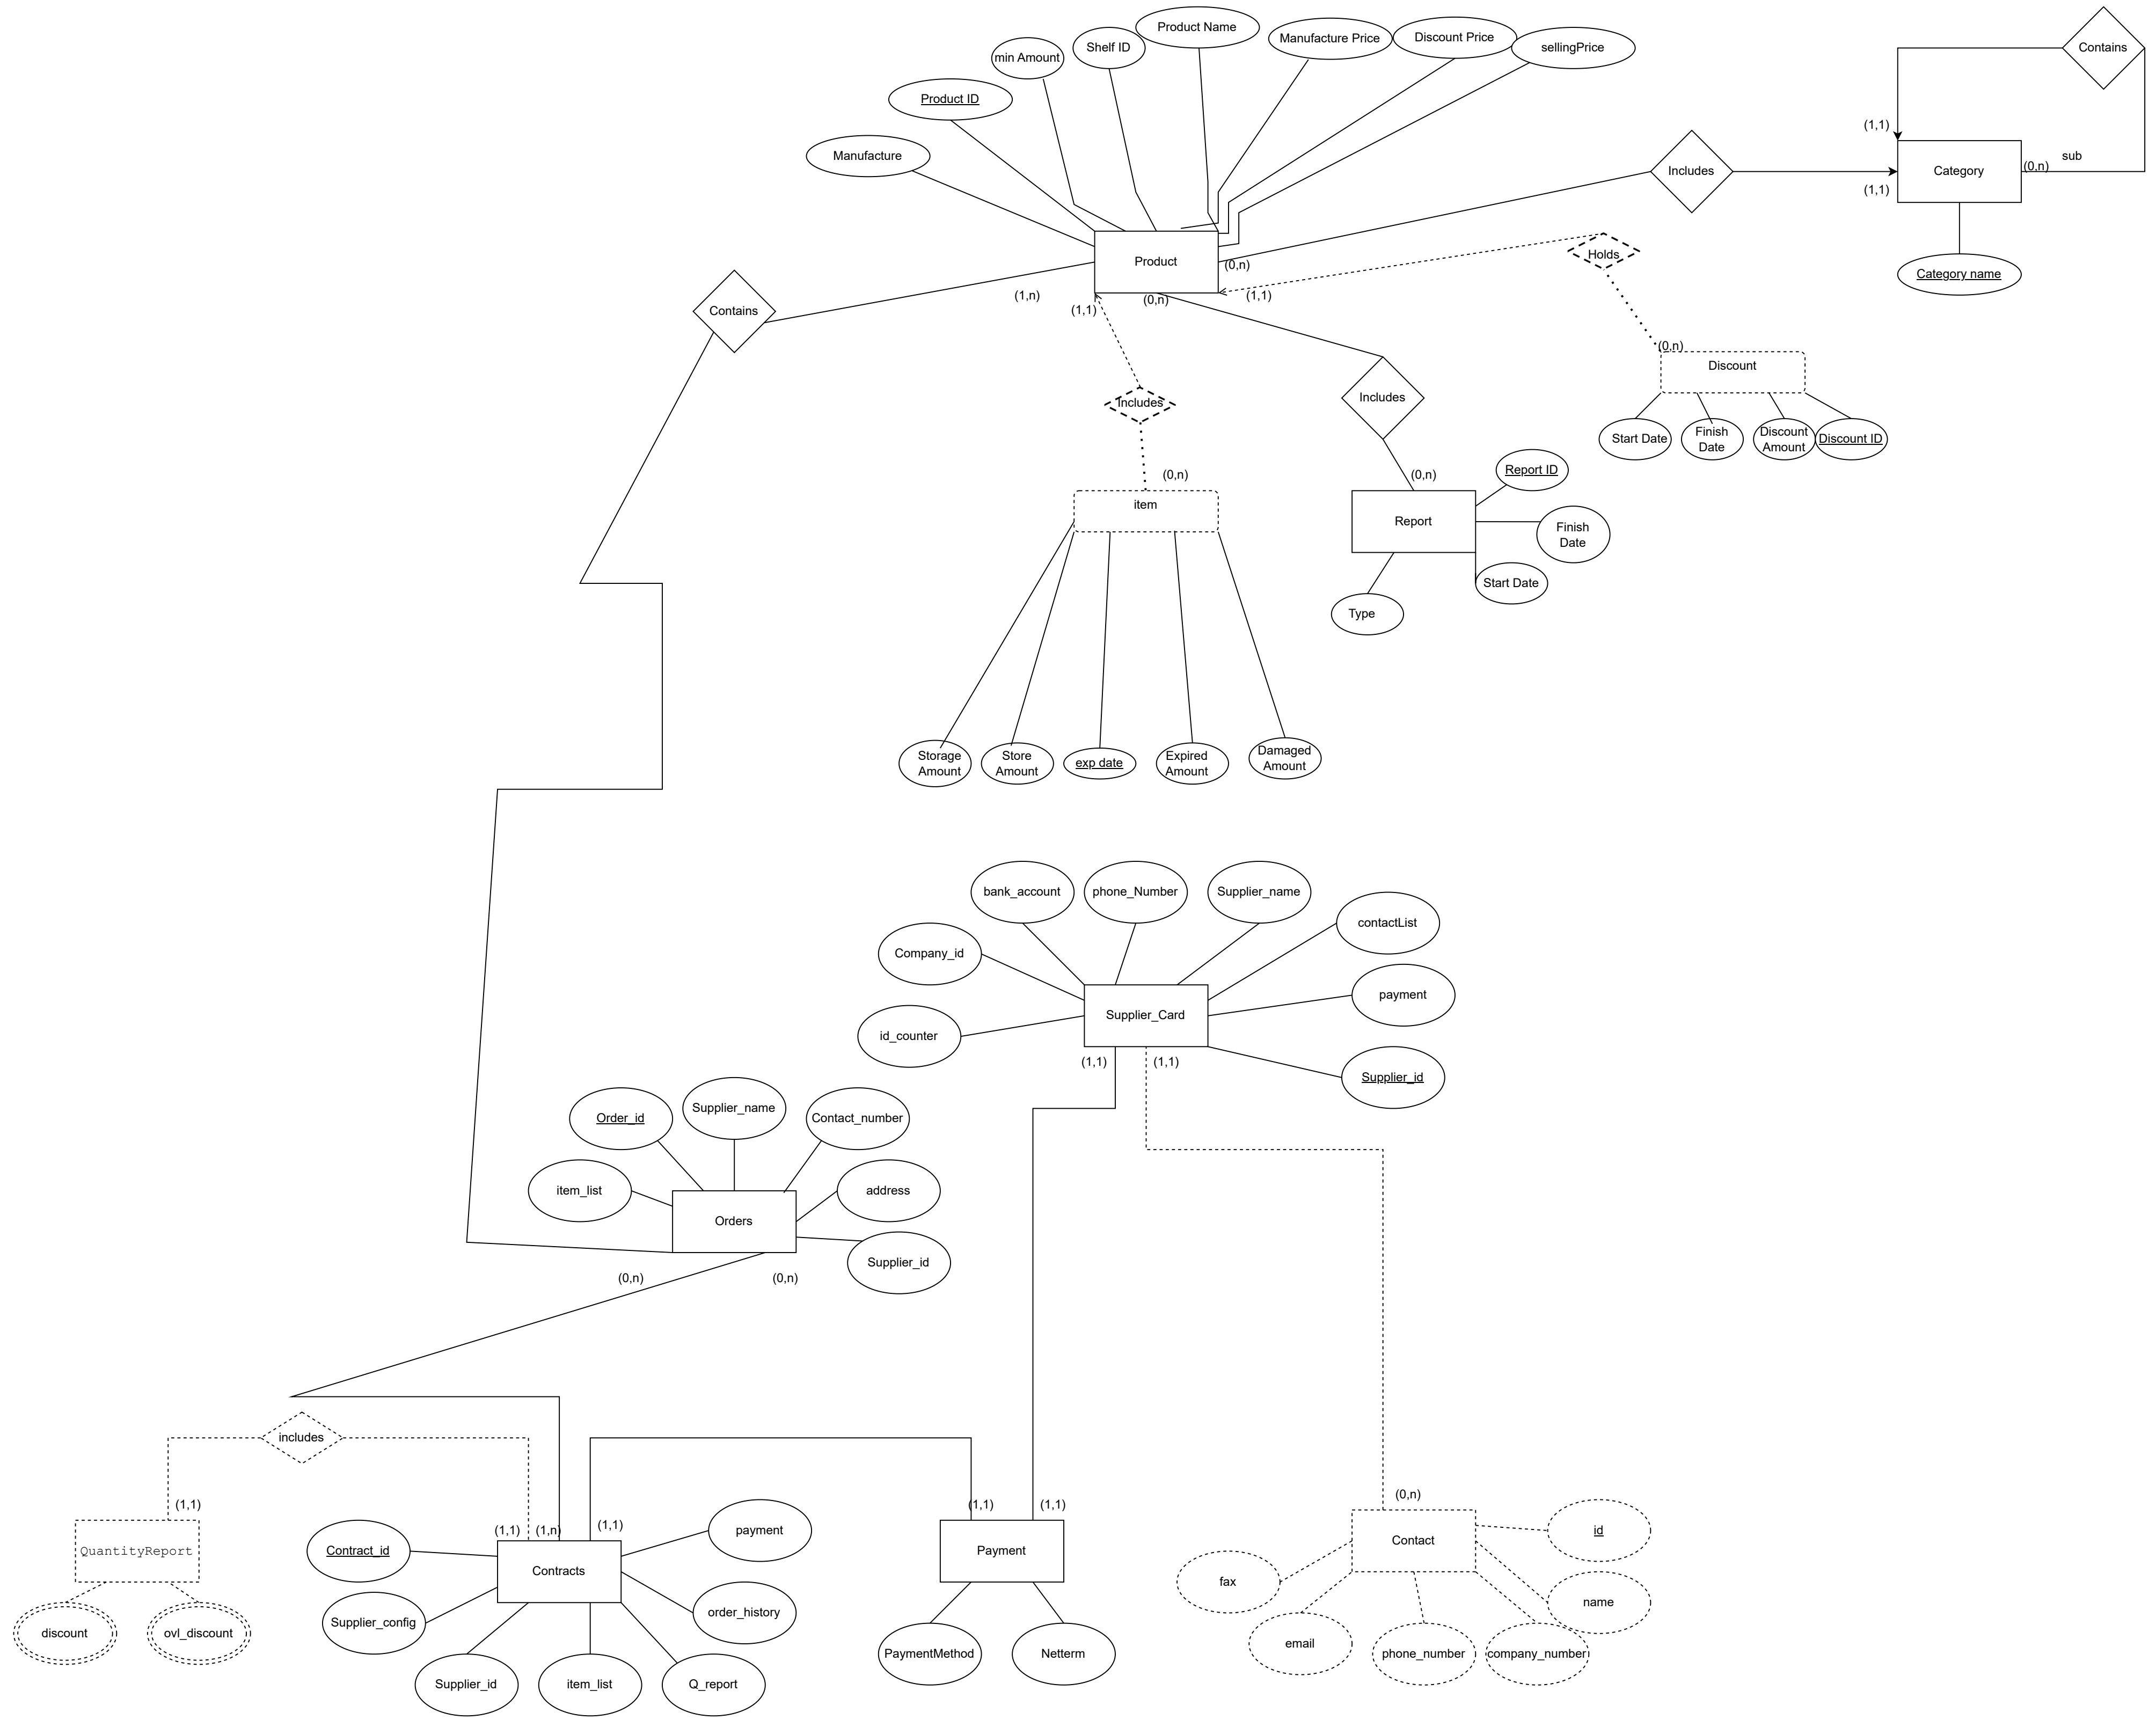 Product Name
Manufacture Price
Discount Price
sellingPrice
Contains
Shelf ID
min Amount
Product ID
Manufacture
(1,1)
sub
(0,n)
Includes
Category
(1,1)
Category name
Product
(0,n)
Holds
(1,n)
(1,1)
(0,n)
(1,1)
Contains
(0,n)
Discount
Includes
Includes
Start Date
Finish
Date
Discount
Amount
Discount ID
(0,n)
(0,n)
Report ID
item
Report
Finish
Date
Start Date
Type
Storage
Amount
Store
Amount
exp date
Expired
Amount
Damaged
Amount
bank_account
phone_Number
Supplier_name
contactList
Company_id
payment
Supplier_Card
id_counter
(1,1)
(1,1)
Supplier_id
Order_id
Supplier_name
Contact_number
item_list
address
Orders
Supplier_id
(0,n)
(0,n)
includes
(1,1)
(1,1)
(1,n)
(1,1)
(1,1)
(1,1)
(0,n)
QuantityReport
Contract_id
payment
Payment
Contact
id
Contracts
fax
name
discount
ovl_discount
Supplier_config
order_history
email
phone_number
company_number
PaymentMethod
Netterm
Supplier_id
item_list
Q_report